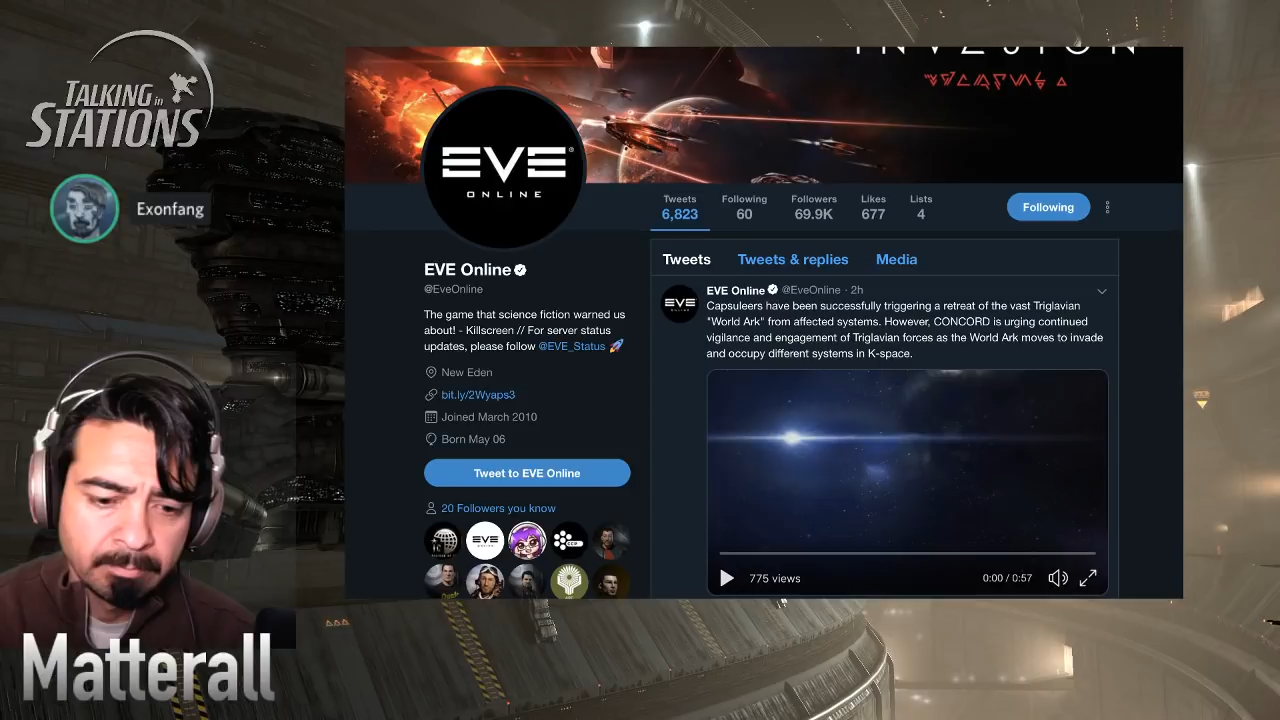 TALKING in
STATIONS
Exonfang
Matterall
INVASION
EVE
ONLINE
Tweets
6,823
Following
60
Followers
69.9K
Likes
677
Lists
4
Following
EVE Online
@EveOnline
The game that science fiction warned us
about! - Killscreen // For server status
updates, please follow @EVE_Status 🚀
New Eden
bit.ly/2Wyaps3
Joined March 2010
Born May 06
Tweet to EVE Online
20 Followers you know
EVE
Tweets
Tweets & replies
Media
EVE
EVE Online @EveOnline · 2h
Capsuleers have been successfully triggering a retreat of the vast Triglavian
"World Ark" from affected systems. However, CONCORD is urging continued
vigilance and engagement of Triglavian forces as the World Ark moves to invade
and occupy different systems in K-space.
775 views
0:00 / 0:57